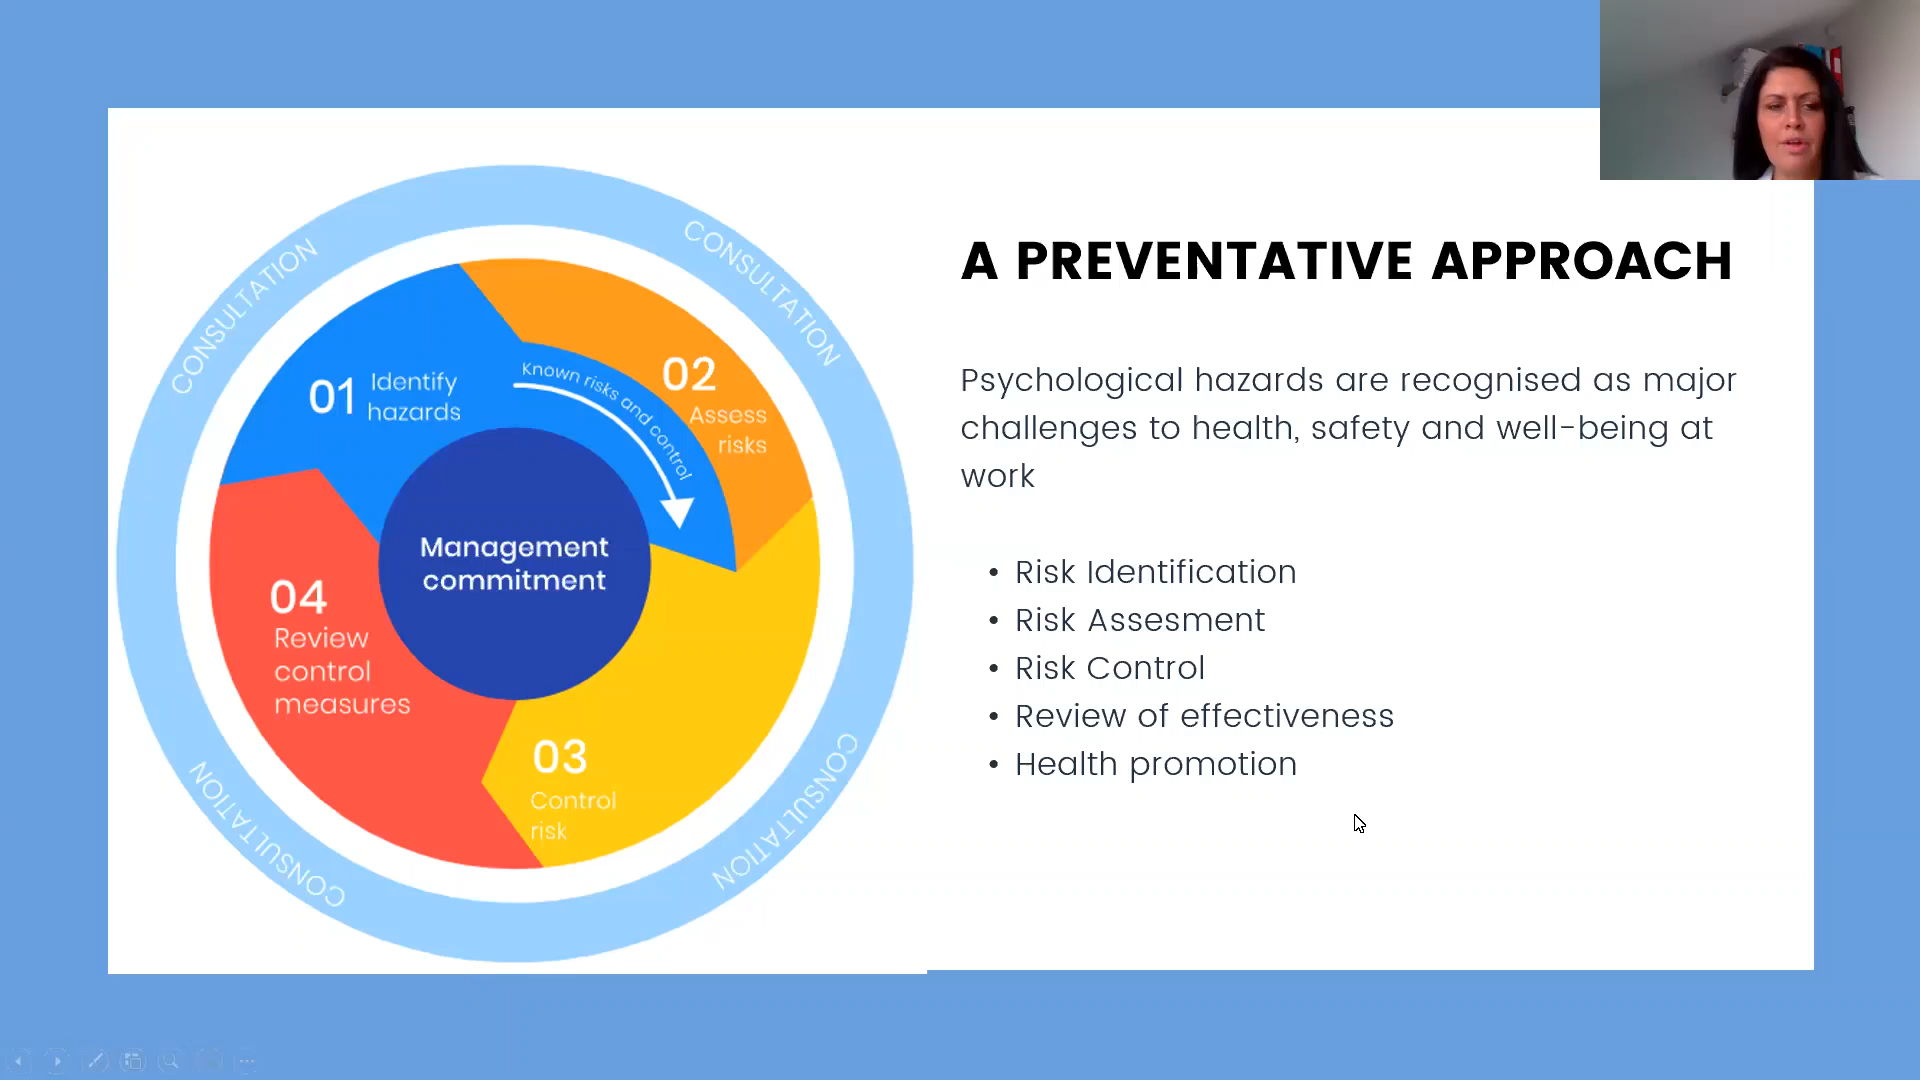 CONSULTATION
CONSULTATION
01 Identify
hazards
Known risks and control
02
Assess
risks
Management
commitment
04
Review
control
measures
03
Control
risk
CONSULTATION
CONSULTATION
A PREVENTATIVE APPROACH
Psychological hazards are recognised as major
challenges to health, safety and well-being at
work
• Risk Identification
• Risk Assesment
• Risk Control
• Review of effectiveness
• Health promotion